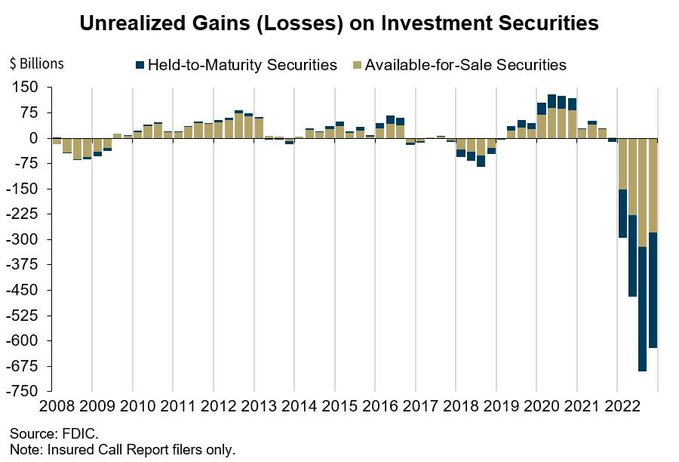 Unrealized Gains (Losses) on Investment Securities
$ Billions
Held-to-Maturity Securities
Available-for-Sale Securities
150
75
0
-75
-150
-225
-300
-375
-450
-525
-600
-675
-750
2008 2009 2010 2011 2012 2013 2014 2015 2016 2017 2018 2019 2020 2021 2022
Source: FDIC.
Note: Insured Call Report filers only.